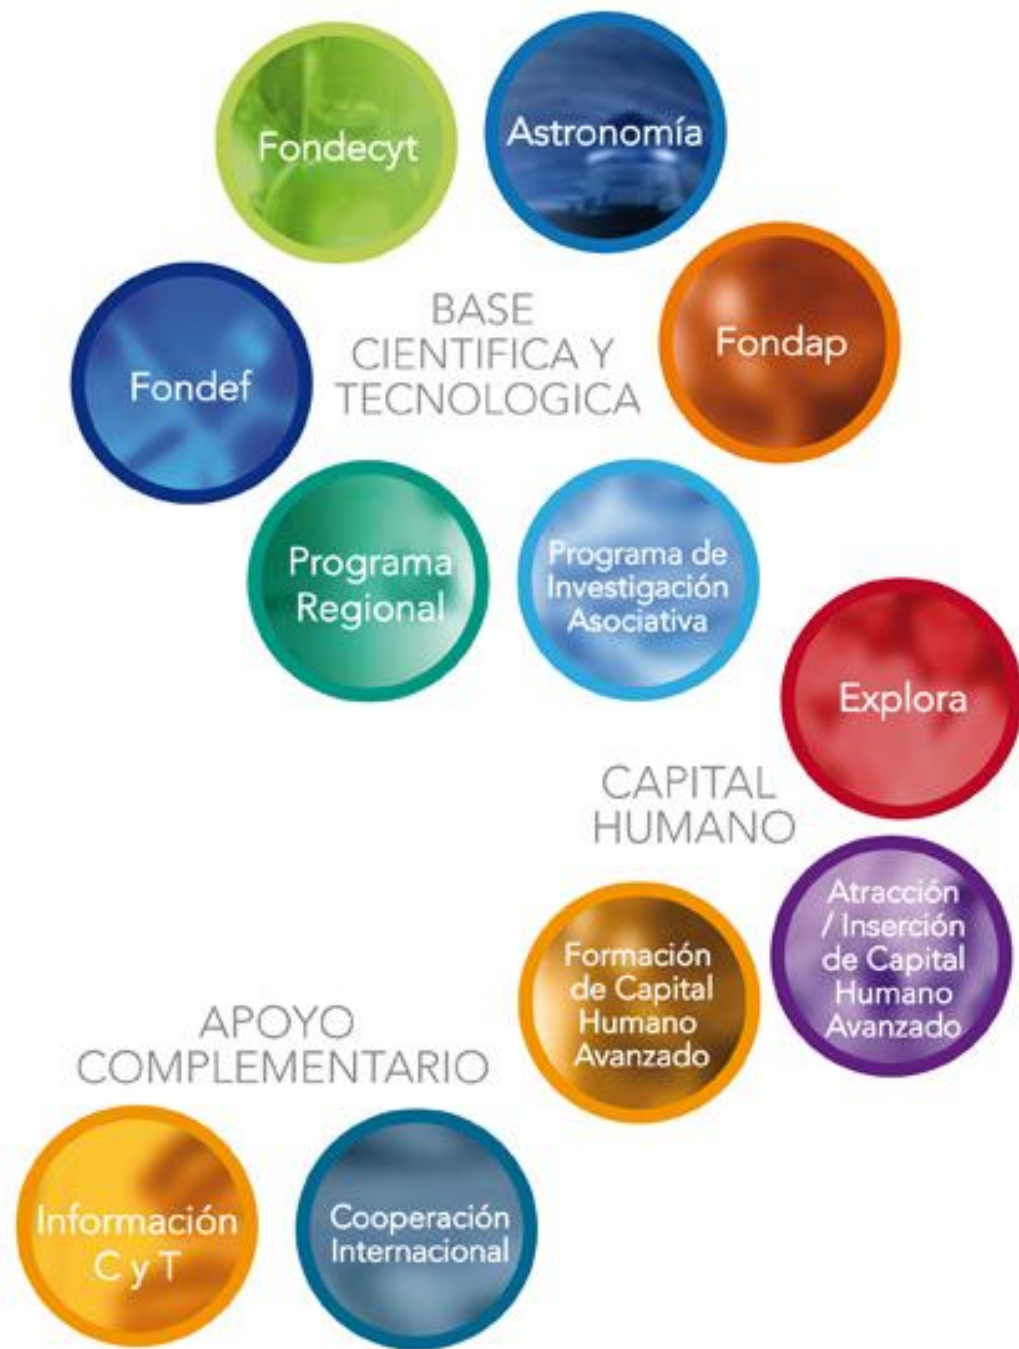 Fondecyt
Astronomía
BASE
CIENTIFICA Y
TECNOLOGICA
Fondef
Fondap
Programa
Regional
Programa de
Investigación
Asociativa
Explora
CAPITAL
HUMANO
Formación
de Capital
Humano
Avanzado
Atracción
/ Inserción
de Capital
Humano
Avanzado
APOYO
COMPLEMENTARIO
Información
C y T
Cooperación
Internacional